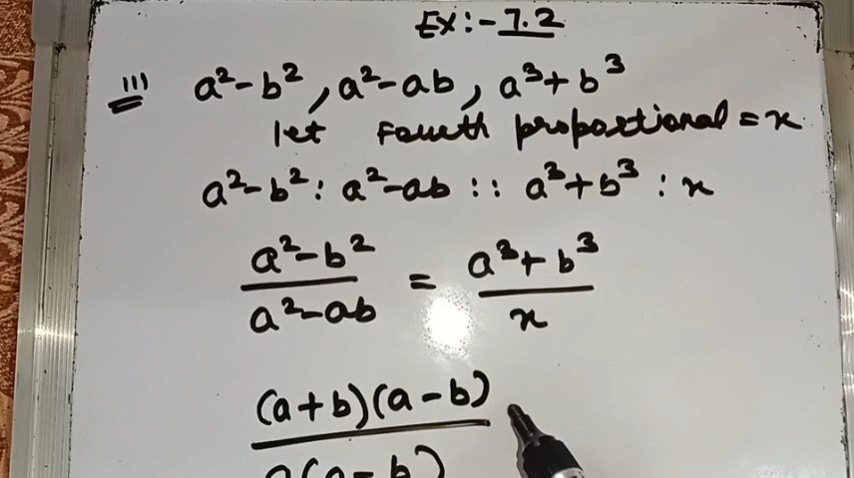 Ex:- 7.2
iii a²-b², a²-ab, a³+b³
let Fourth proportional = x
a²-b² : a²-ab :: a³+b³ : x
a²-b² / a²-ab = a³+b³ / x
(a+b)(a-b) / a(a-b)